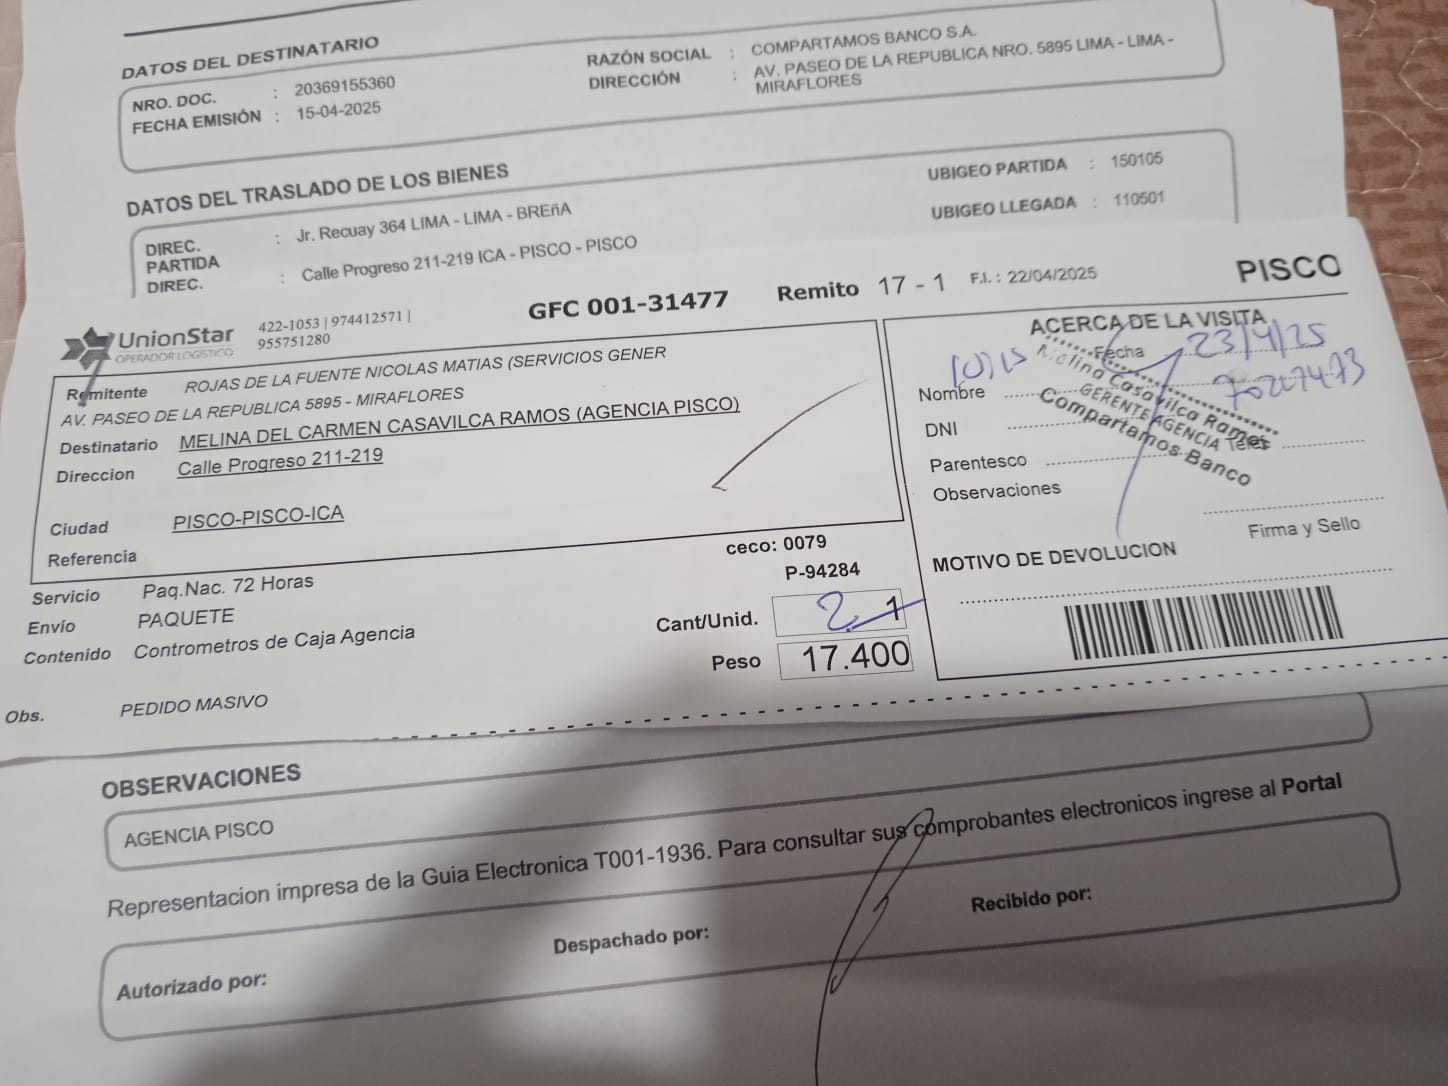 DATOS DEL DESTINATARIO
NRO. DOC. : 20369155360
FECHA EMISIÓN : 15-04-2025
RAZÓN SOCIAL : COMPARTAMOS BANCO S.A.
DIRECCIÓN : AV. PASEO DE LA REPUBLICA NRO. 5895 LIMA - LIMA -
MIRAFLORES
DATOS DEL TRASLADO DE LOS BIENES
UBIGEO PARTIDA : 150105
UBIGEO LLEGADA : 110501
DIREC. : Jr. Recuay 364 LIMA - LIMA - BREñA
PARTIDA
DIREC. : Calle Progreso 211-219 ICA - PISCO - PISCO
UnionStar
OPERADOR LOGÍSTICO
422-1053 | 974412571 |
955751280
GFC 001-31477
Remito 17 - 1
F.I. : 22/04/2025
PISCO
Remitente ROJAS DE LA FUENTE NICOLAS MATIAS (SERVICIOS GENER
AV. PASEO DE LA REPUBLICA 5895 - MIRAFLORES
Destinatario MELINA DEL CARMEN CASAVILCA RAMOS (AGENCIA PISCO)
Direccion Calle Progreso 211-219
Ciudad PISCO-PISCO-ICA
Referencia
ACERCA DE LA VISITA
Fecha 23/4/25
Nombre
DNI
70207473
Parentesco
Teléf
Observaciones
Melina Casavilca Ramos
GERENTE AGENCIA
Compartamos Banco
Firma y Sello
MOTIVO DE DEVOLUCION
Servicio Paq.Nac. 72 Horas
Envío PAQUETE
Contenido Contrometros de Caja Agencia
ceco: 0079
P-94284
Cant/Unid. 2 1
Peso 17.400
Obs. PEDIDO MASIVO
OBSERVACIONES
AGENCIA PISCO
Representacion impresa de la Guia Electronica T001-1936. Para consultar sus comprobantes electronicos ingrese al Portal
Autorizado por:
Despachado por:
Recibido por: